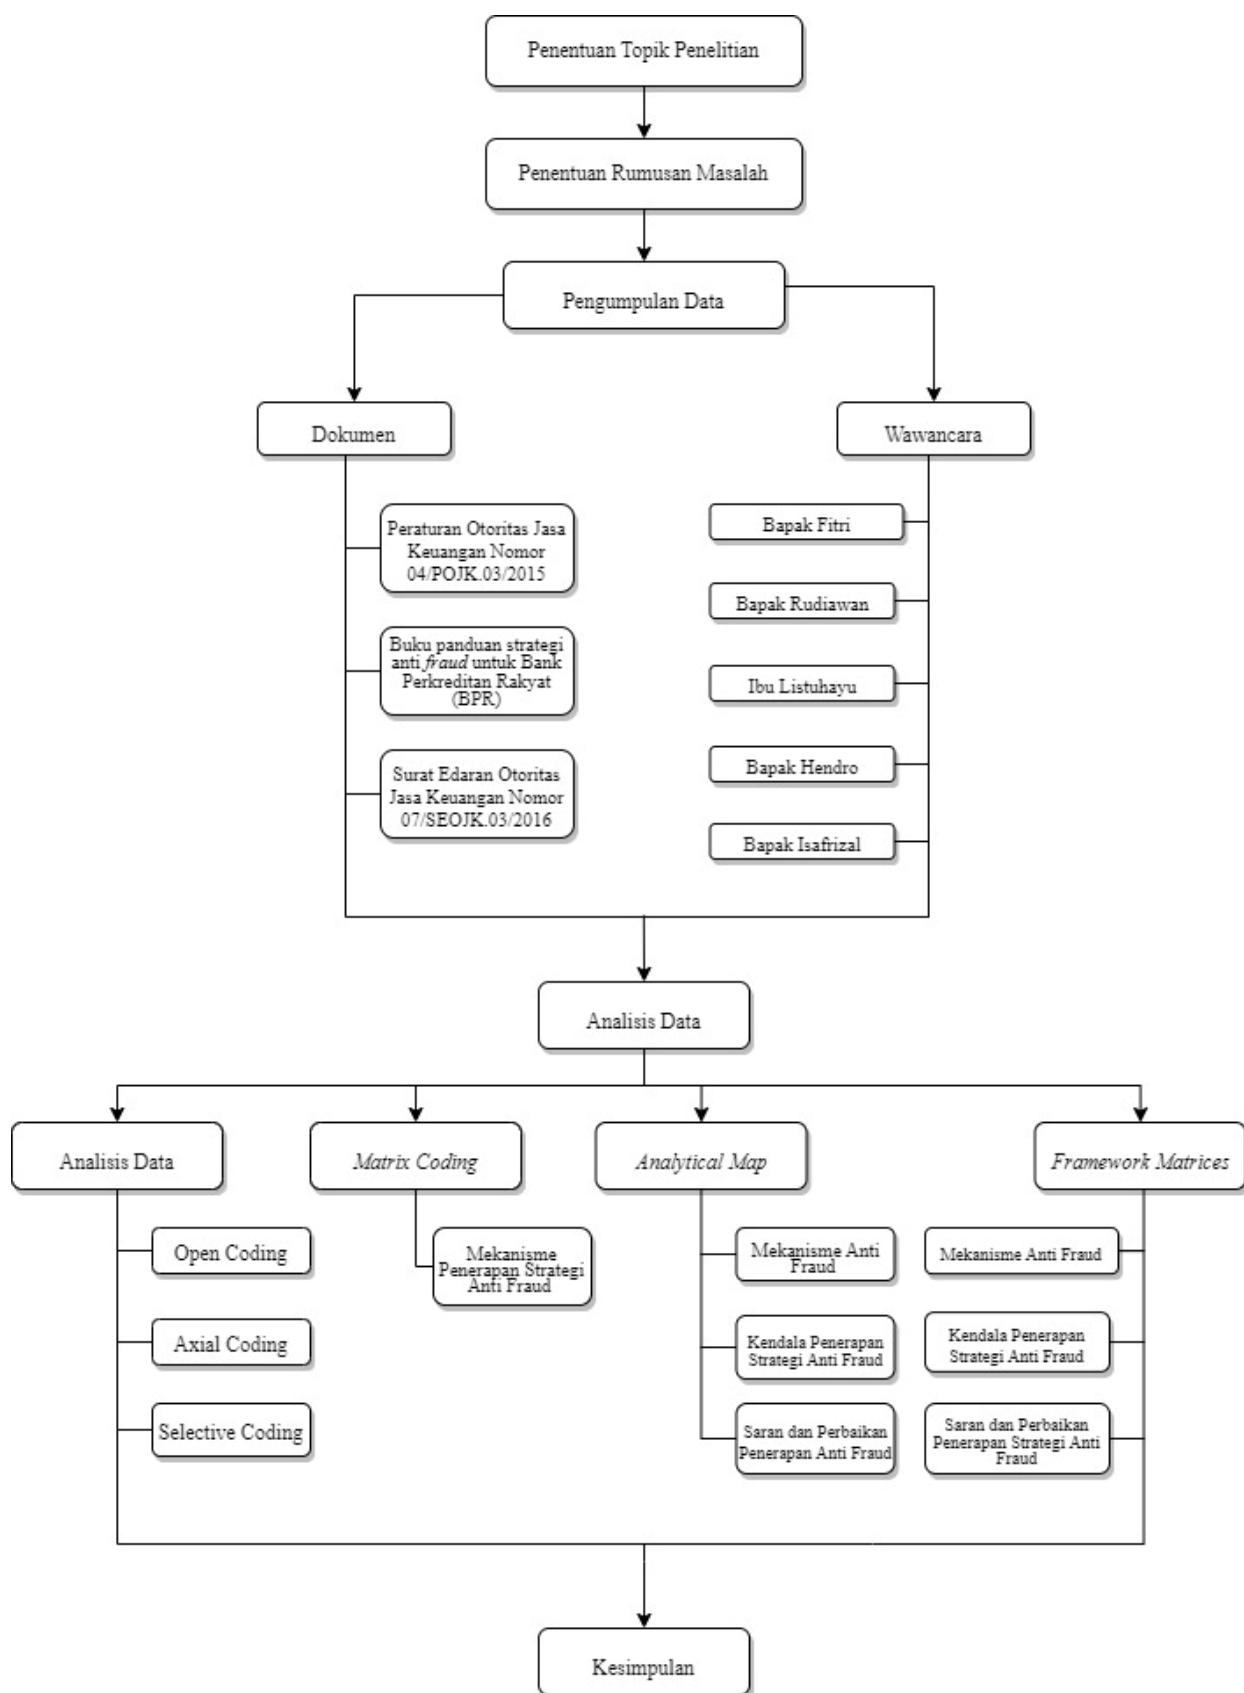 Penentuan Topik Penelitian
Penentuan Rumusan Masalah
Pengumpulan Data
Dokumen
Wawancara
Peraturan Otoritas Jasa
Keuangan Nomor
04/POJK.03/2015
Buku panduan strategi
anti fraud untuk Bank
Perkreditan Rakyat
(BPR)
Surat Edaran Otoritas
Jasa Keuangan Nomor
07/SEOJK.03/2016
Bapak Fitri
Bapak Rudiawan
Ibu Listuhayu
Bapak Hendro
Bapak Isafrizal
Analisis Data
Analisis Data
Matrix Coding
Analytical Map
Framework Matrices
Open Coding
Axial Coding
Selective Coding
Mekanisme
Penerapan Strategi
Anti Fraud
Mekanisme Anti
Fraud
Kendala Penerapan
Strategi Anti Fraud
Saran dan Perbaikan
Penerapan Anti Fraud
Mekanisme Anti Fraud
Kendala Penerapan
Strategi Anti Fraud
Saran dan Perbaikan
Penerapan Strategi Anti
Fraud
Kesimpulan